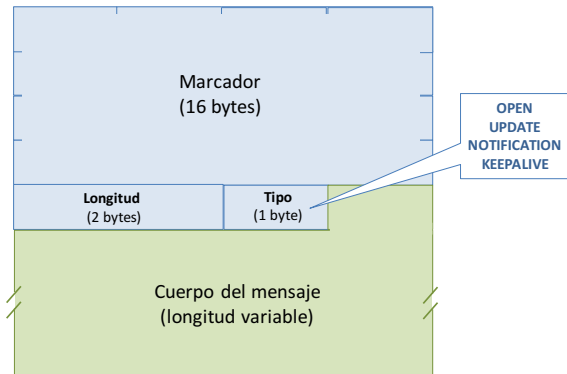 Marcador
(16 bytes)
OPEN
UPDATE
NOTIFICATION
KEEPALIVE
Longitud
(2 bytes)
Tipo
(1 byte)
Cuerpo del mensaje
(longitud variable)